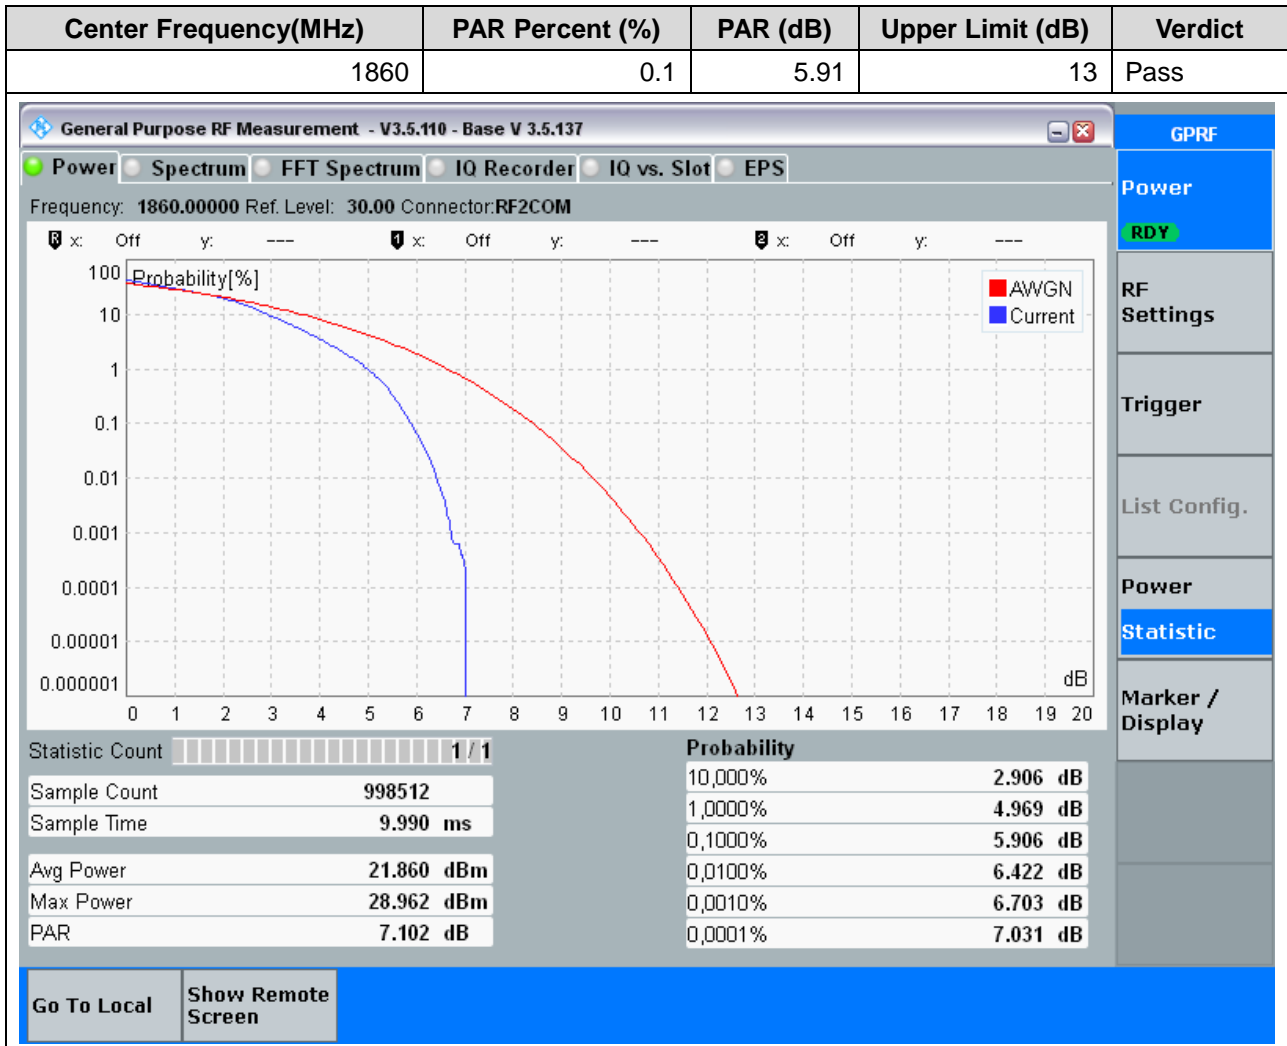 Center Frequency(MHz) PAR Percent (%) PAR (dB) Upper Limit (dB) Verdict
1860 0.1 5.91 13 Pass
General Purpose RF Measurement - V3.5.110 - Base V 3.5.137
GPRF
Power Spectrum FFT Spectrum IQ Recorder IQ vs. Slot EPS
Power
RDY
Frequency: 1860.00000 Ref. Level: 30.00 Connector:RF2COM
R x: Off y: --- 1 x: Off y: --- 2 x: Off y: ---
Probability[%]
100
10
1
0.1
0.01
0.001
0.0001
0.00001
0.000001
AWGN
Current
dB
0 1 2 3 4 5 6 7 8 9 10 11 12 13 14 15 16 17 18 19 20
RF
Settings
Trigger
List Config.
Power
Statistic
Marker /
Display
Statistic Count 1 / 1
Sample Count 998512
Sample Time 9.990 ms
Avg Power 21.860 dBm
Max Power 28.962 dBm
PAR 7.102 dB
Probability
10,000% 2.906 dB
1,0000% 4.969 dB
0,1000% 5.906 dB
0,0100% 6.422 dB
0,0010% 6.703 dB
0,0001% 7.031 dB
Go To Local
Show Remote
Screen